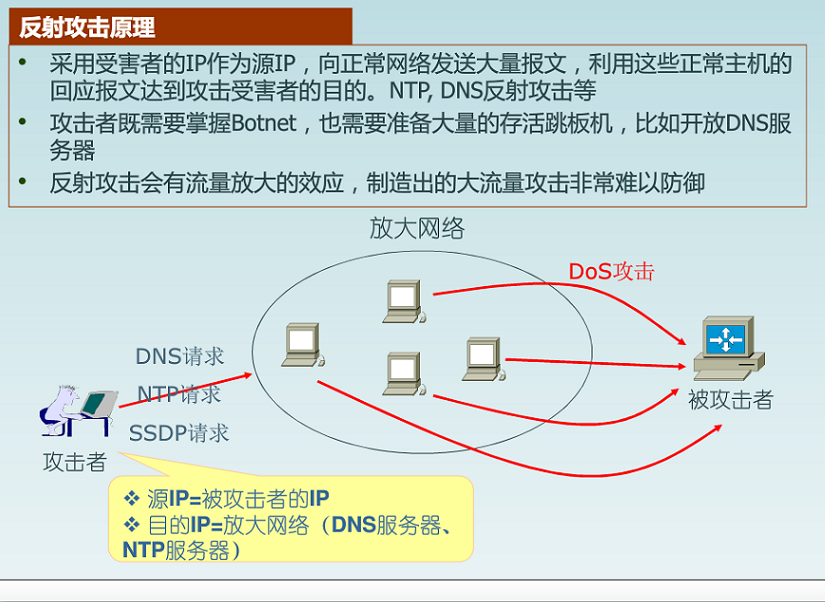 反射攻击原理
• 采用受害者的IP作为源IP，向正常网络发送大量报文，利用这些正常主机的
回应报文达到攻击受害者的目的。NTP, DNS反射攻击等
• 攻击者既需要掌握Botnet，也需要准备大量的存活跳板机，比如开放DNS服
务器
• 反射攻击会有流量放大的效应，制造出的大流量攻击非常难以防御
放大网络
DoS攻击
DNS请求
NTP请求
SSDP请求
攻击者
被攻击者
❖ 源IP=被攻击者的IP
❖ 目的IP=放大网络（DNS服务器、
NTP服务器）